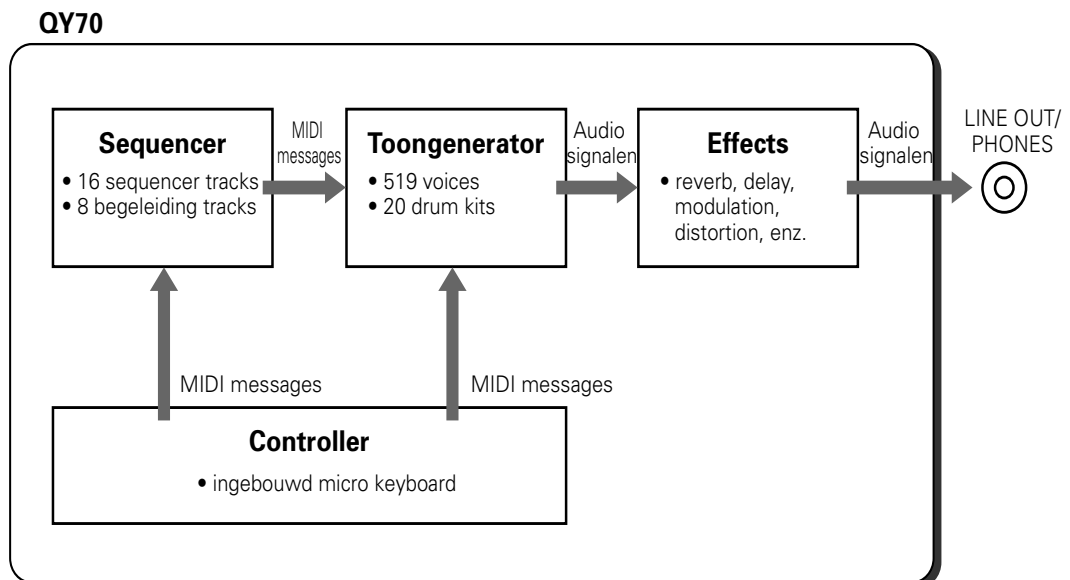 QY70
Sequencer
• 16 sequencer tracks
• 8 begeleiding tracks
MIDI
messages
Toongenerator
• 519 voices
• 20 drum kits
Audio
signalen
Effects
• reverb, delay,
modulation,
distortion, enz.
Audio
signalen
LINE OUT/
PHONES
MIDI messages
MIDI messages
Controller
• ingebouwd micro keyboard